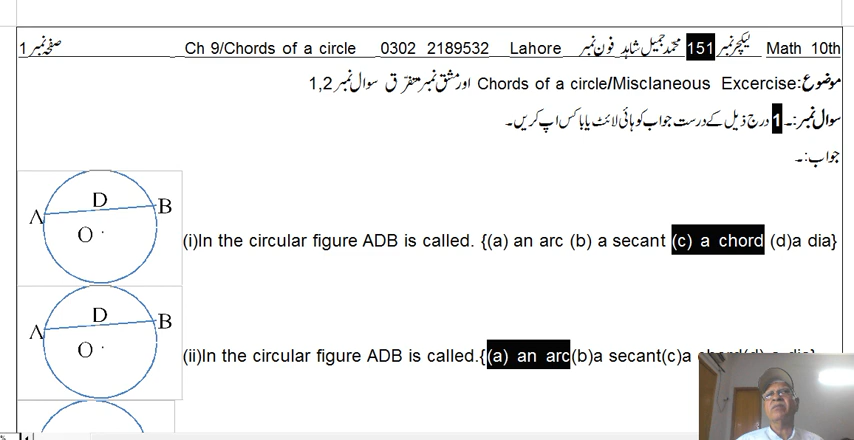 Math 10th لیکچر نمبر 151 محمد جمیل شاہد فون نمبر Lahore 0302 2189532 Ch 9/Chords of a circle صفحہ نمبر 1
موضوع:Chords of a circle/Misclaneous Excercise اور مشق نمبر متفرق سوال نمبر 1,2
سوال نمبر:۔ 1 درج ذیل کے درست جواب کو ہائی لائٹ یا باکس اپ کریں۔
جواب:۔
D
A B
O
(i)In the circular figure ADB is called. {(a) an arc (b) a secant (c) a chord (d)a dia}
D
A B
O
(ii)In the circular figure ADB is called.{(a) an arc(b)a secant(c)a chord(d) a dia}